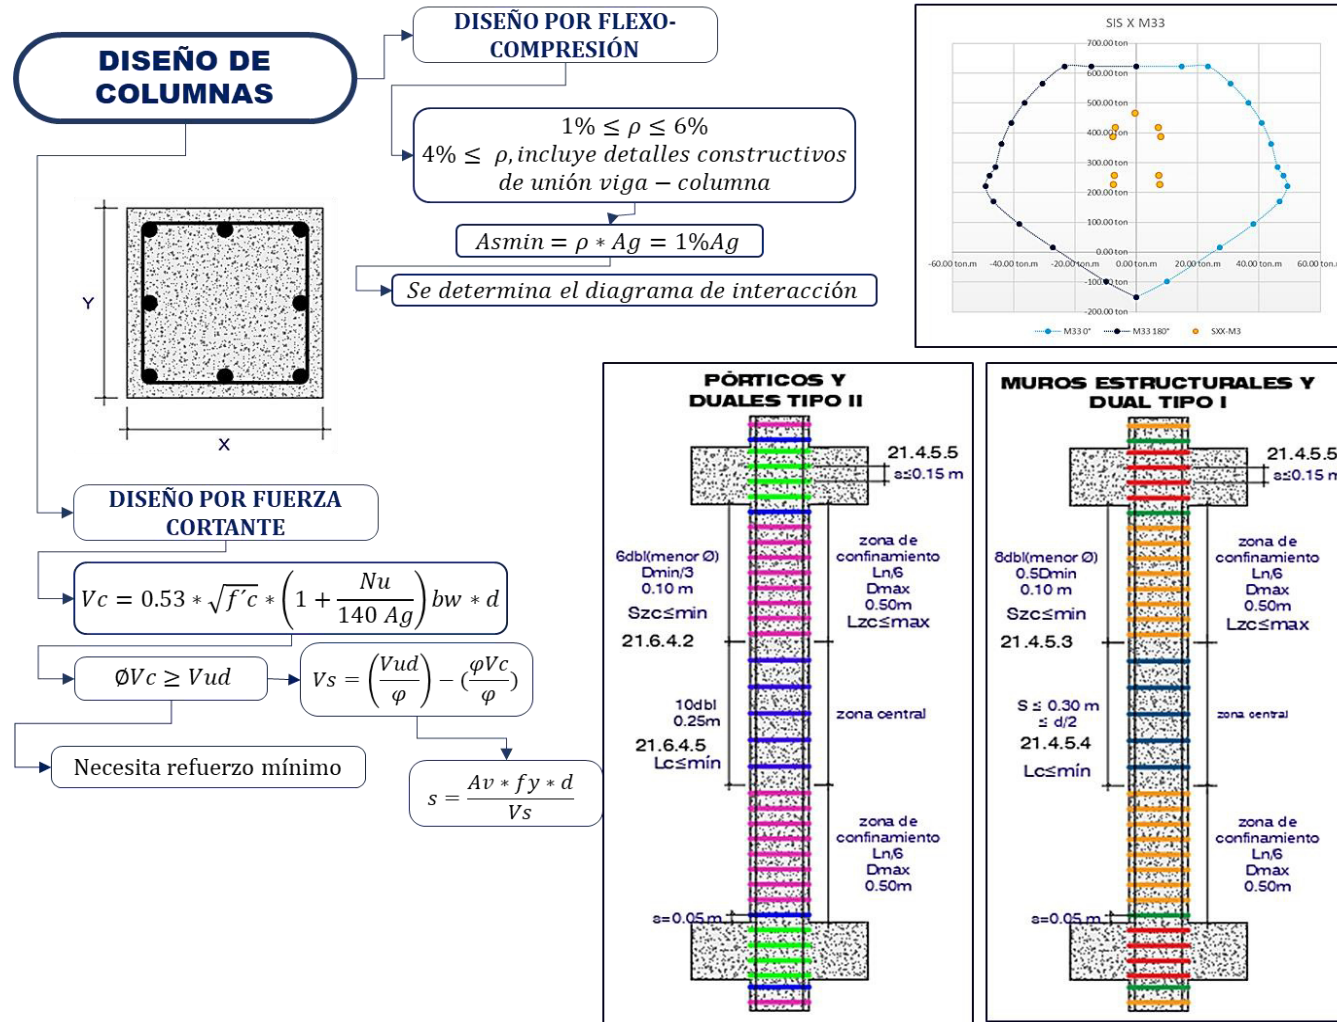 DISEÑO DE
COLUMNAS
DISEÑO POR FLEXO-
COMPRESIÓN
1% ≤ ρ ≤ 6%
4% ≤ ρ, incluye detalles constructivos
de unión viga − columna
Asmin = ρ * Ag = 1%Ag
Se determina el diagrama de interacción
Y
X
DISEÑO POR FUERZA
CORTANTE
Vc = 0.53 * √f´c * (1 + Nu / 140 Ag) bw * d
ØVc ≥ Vud
Vs = (Vud / φ) − (φVc / φ)
Necesita refuerzo mínimo
s = Av * fy * d / Vs
SIS X M33
700.00 ton
600.00 ton
500.00 ton
400.00 ton
300.00 ton
200.00 ton
100.00 ton
0.00 ton
-60.00 ton.m -40.00 ton.m -20.00 ton.m 0.00 ton.m 20.00 ton.m 40.00 ton.m 60.00 ton.m
-100.00 ton
-200.00 ton
M33 0° M33 180° SXX-M3
PÓRTICOS Y
DUALES TIPO II
21.4.5.5
s≤0.15 m
6dbl(menor Ø)
Dmin/3
0.10 m
Szc≤min
21.6.4.2
zona de
confinamiento
Ln/6
Dmax
0.50m
Lzc≤max
10dbl
0.25m
21.6.4.5
Lc≤mín
zona central
zona de
confinamiento
Ln/6
Dmax
0.50m
s=0.05 m
MUROS ESTRUCTURALES Y
DUAL TIPO I
21.4.5.5
s≤0.15 m
8dbl(menor Ø)
0.5Dmin
0.10 m
Szc≤min
21.4.5.3
zona de
confinamiento
Ln/6
Dmax
0.50m
Lzc≤max
S ≤ 0.30 m
≤ d/2
21.4.5.4
Lc≤mín
zona central
zona de
confinamiento
Ln/6
Dmax
0.50m
s=0.05 m